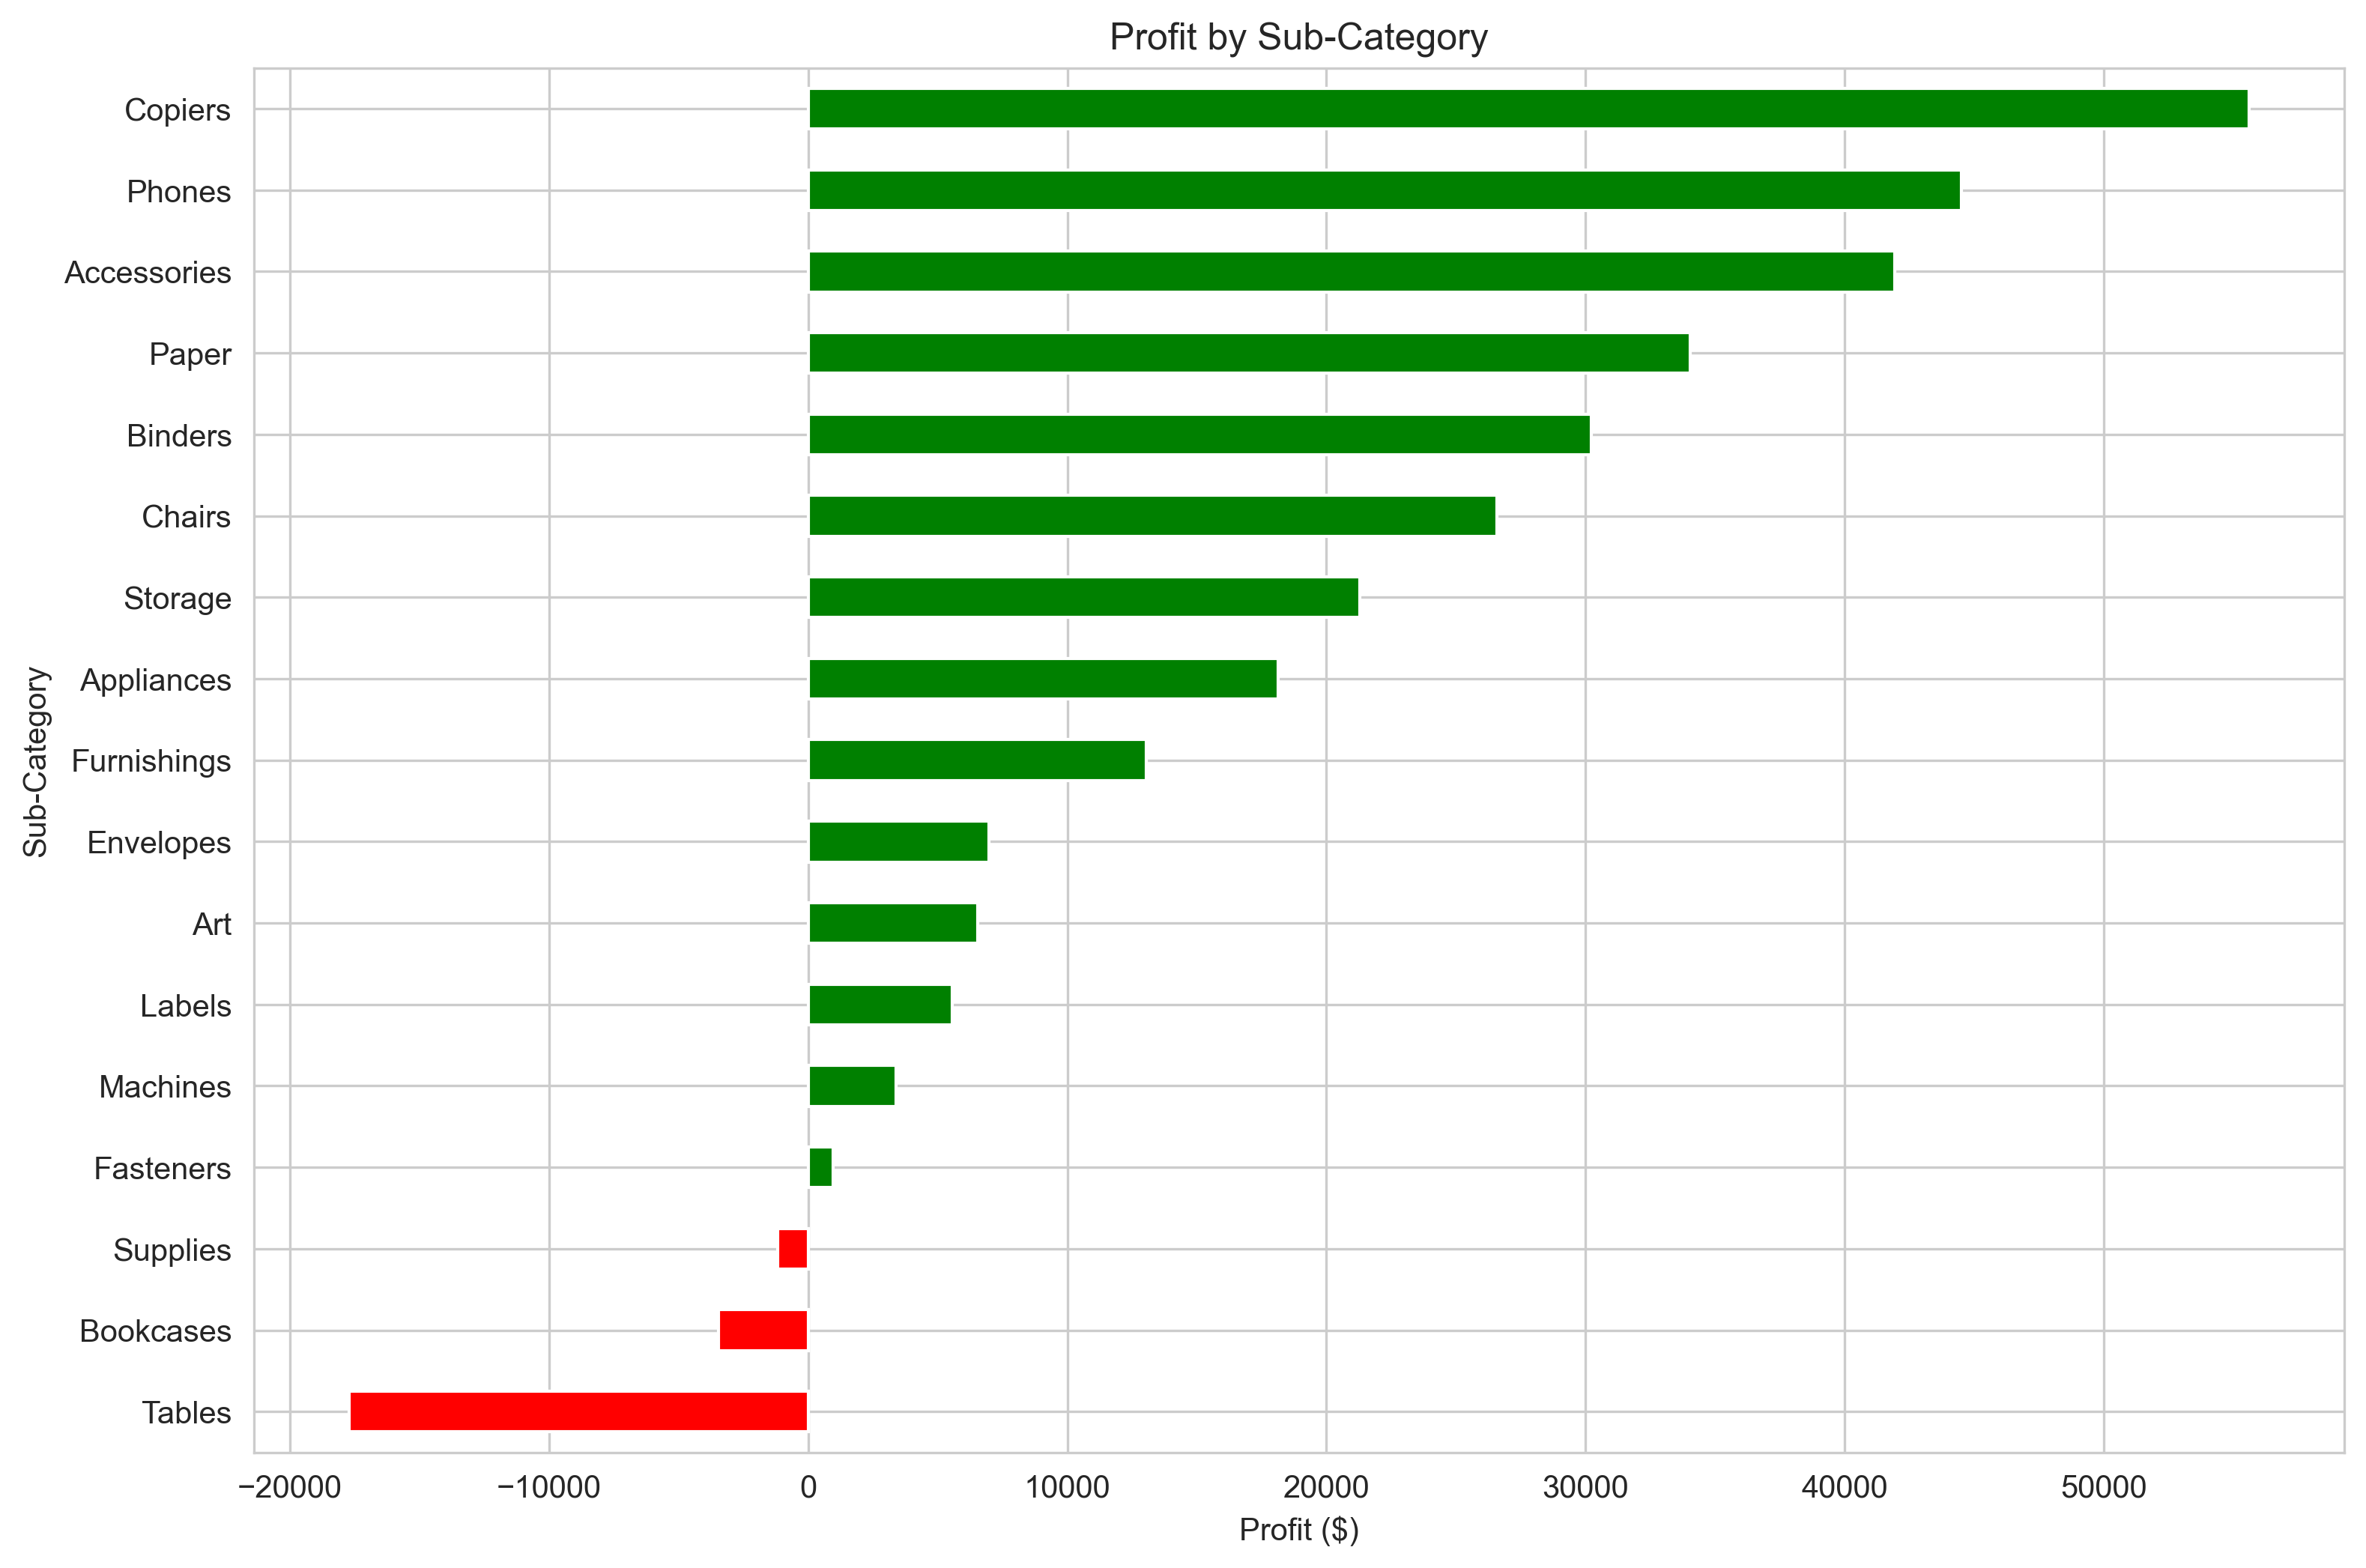 Profit by Sub-Category
Copiers
Phones
Accessories
Paper
Binders
Chairs
Storage
Appliances
Furnishings
Envelopes
Art
Labels
Machines
Fasteners
Supplies
Bookcases
Tables
Sub-Category
−20000 −10000 0 10000 20000 30000 40000 50000
Profit ($)